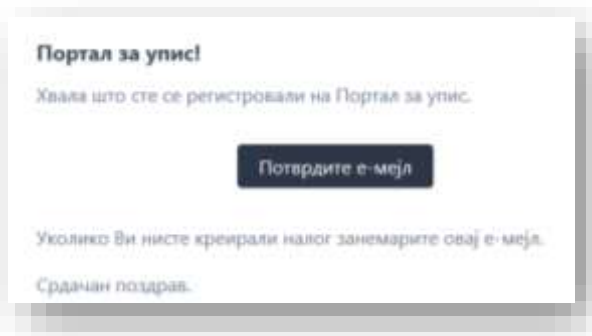 Портал за упис!
Хвала што сте се регистровали на Портал за упис.
Потврдите е-мејл
Уколико Ви нисте креирали налог занемарите овај е-мејл.
Срдачан поздрав.